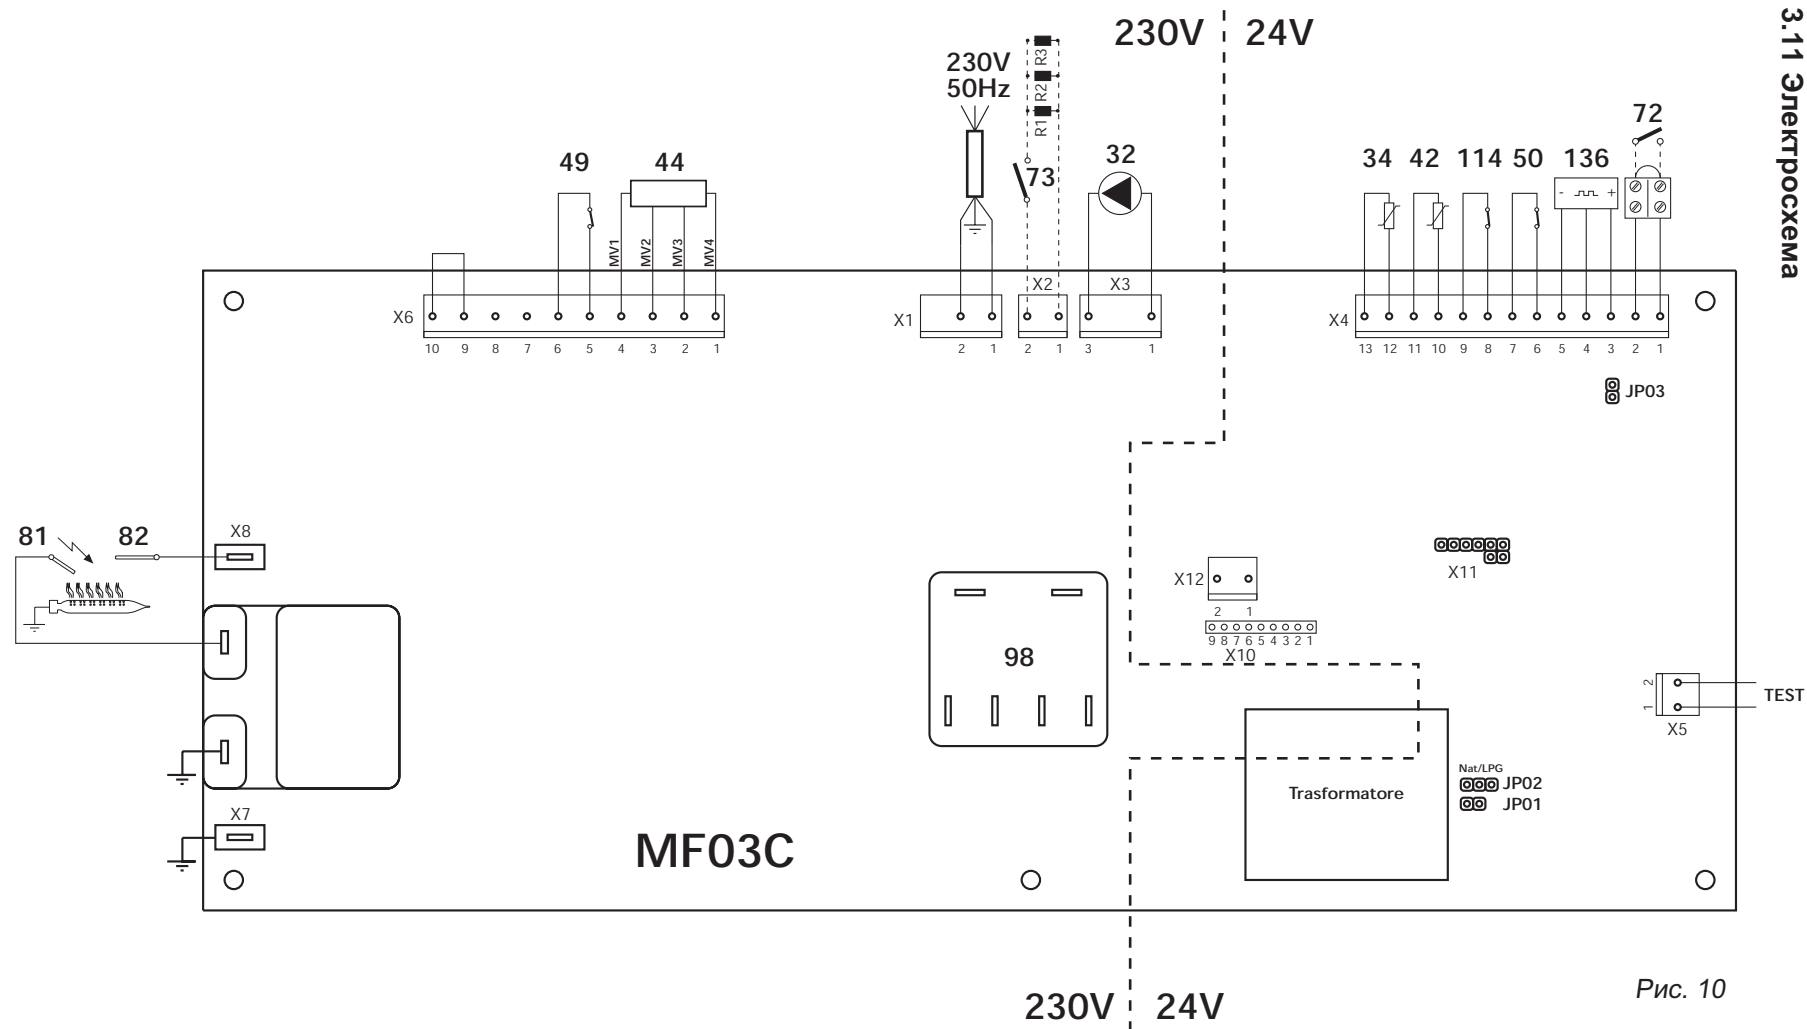 3.11 Электросхема
230V 24V
230V
50Hz
R3
R2
R1
73
32
49
44
MV1
MV2
MV3
MV4
34 42 114 50 136
- +
72
X6
10 9 8 7 6 5 4 3 2 1
X1
2 1
X2
2 1
X3
3 1
X4
13 12 11 10 9 8 7 6 5 4 3 2 1
JP03
81 82
X8
X12
2 1
9 8 7 6 5 4 3 2 1
X10
X11
98
2
1
X5
TEST
Trasformatore
Nat/LPG
JP02
JP01
X7
MF03C
230V 24V
Рис. 10